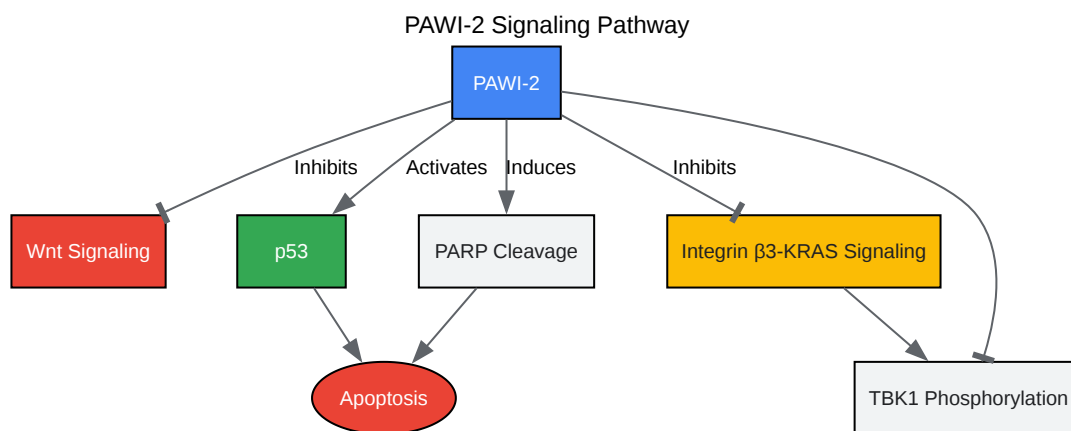 PAWI-2 Signaling Pathway
PAWI-2
Inhibits
Activates
Induces
Inhibits
Wnt Signaling
p53
PARP Cleavage
Integrin β3-KRAS Signaling
Apoptosis
TBK1 Phosphorylation